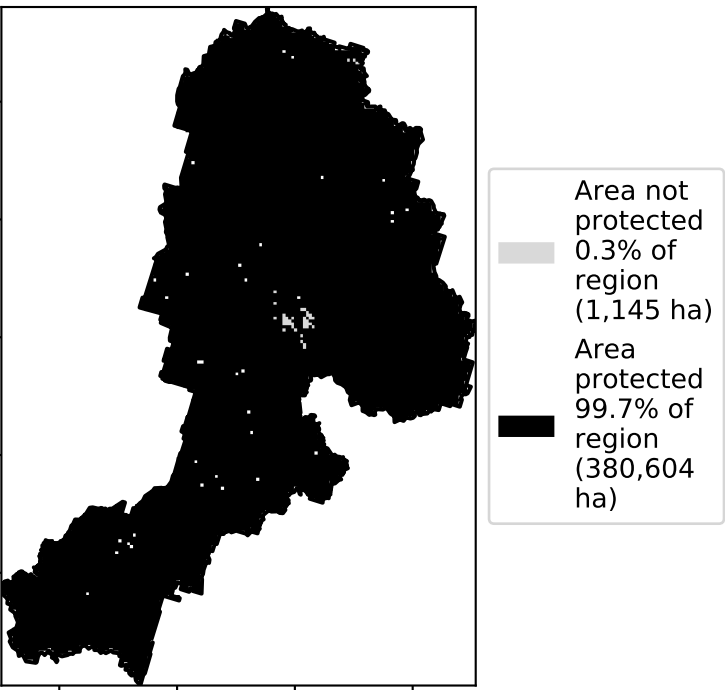 Area not
protected
0.3% of
region
(1,145 ha)
Area
protected
99.7% of
region
(380,604
ha)